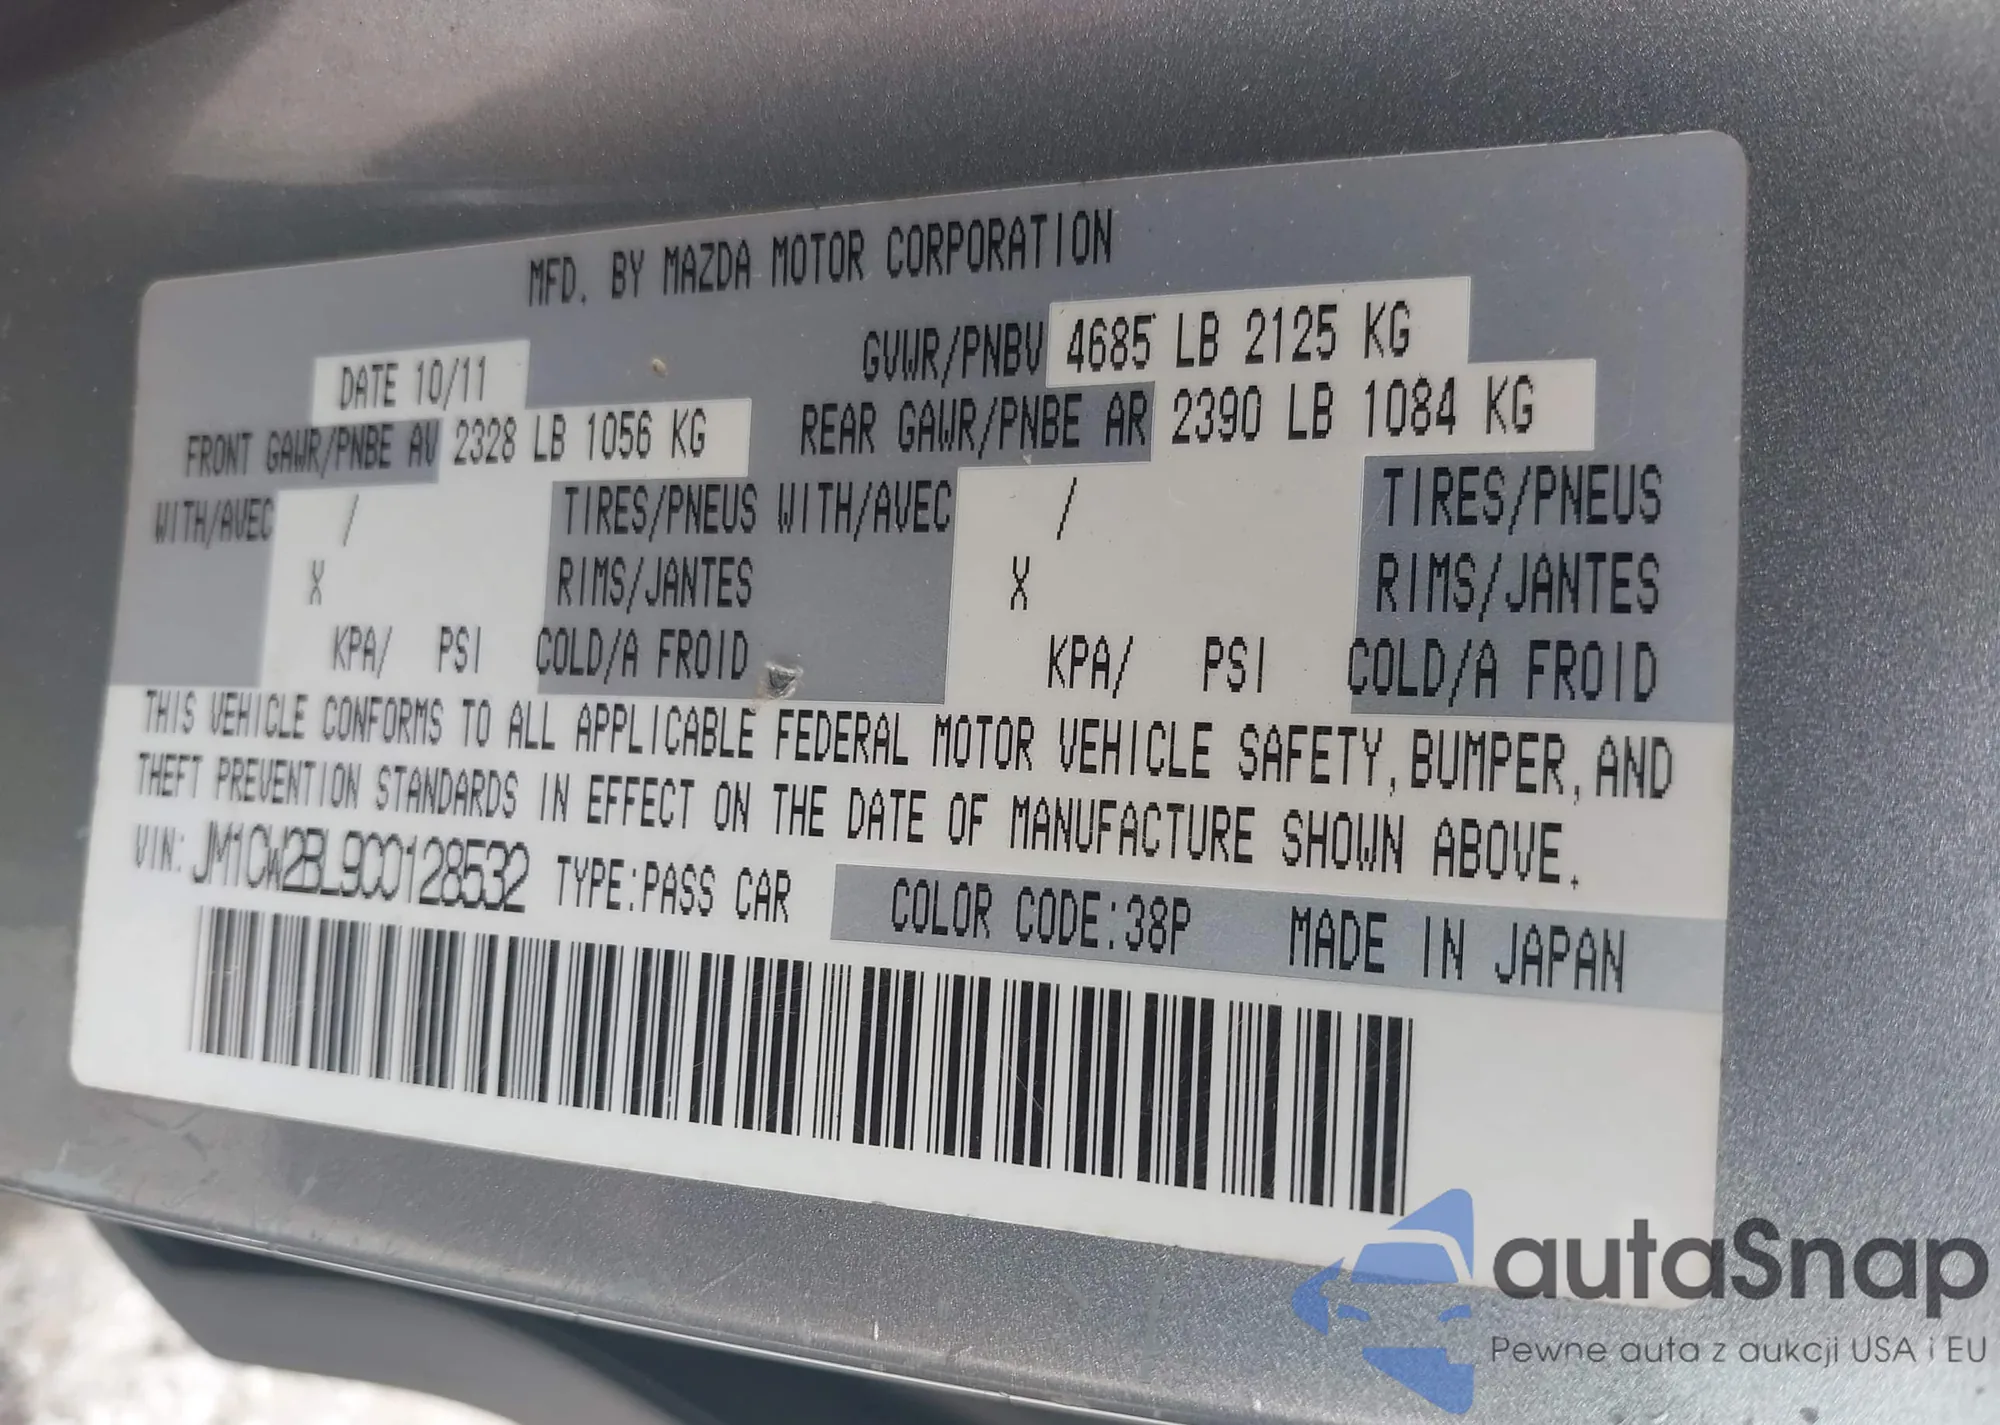 MFD. BY MAZDA MOTOR CORPORATION
DATE 10/11 GVWR/PNBV 4685 LB 2125 KG
FRONT GAWR/PNBE AV 2328 LB 1056 KG REAR GAWR/PNBE AR 2390 LB 1084 KG
WITH/AVEC / TIRES/PNEUS WITH/AVEC / TIRES/PNEUS
X RIMS/JANTES X RIMS/JANTES
KPA/ PSI COLD/A FROID KPA/ PSI COLD/A FROID
THIS VEHICLE CONFORMS TO ALL APPLICABLE FEDERAL MOTOR VEHICLE SAFETY, BUMPER, AND
THEFT PREVENTION STANDARDS IN EFFECT ON THE DATE OF MANUFACTURE SHOWN ABOVE.
VIN: JM1CW2BL9C0128532 TYPE:PASS CAR COLOR CODE:38P MADE IN JAPAN
autaSnap
Pewne auta z aukcji USA i EU